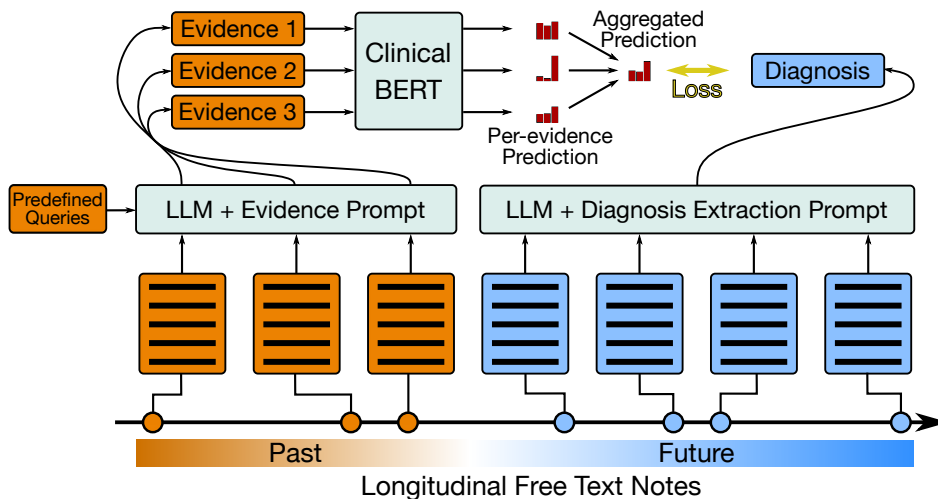 Evidence 1
Evidence 2
Evidence 3
Clinical
BERT
Per-evidence
Prediction
Aggregated
Prediction
Loss
Diagnosis
Predefined
Queries
LLM + Evidence Prompt
LLM + Diagnosis Extraction Prompt
Past
Future
Longitudinal Free Text Notes